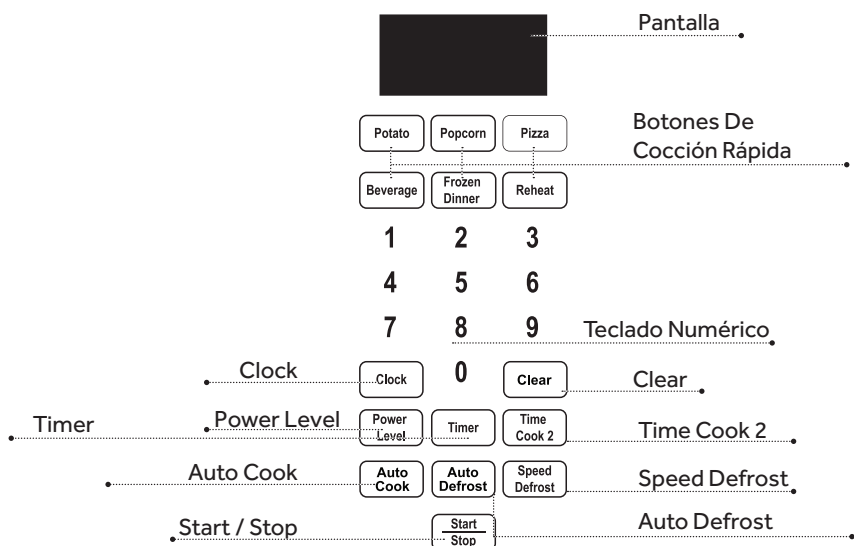 Pantalla
Potato Popcorn Pizza
Botones De
Cocción Rápida
Beverage Frozen Dinner Reheat
1 2 3
4 5 6
7 8 9 Teclado Numérico
Clock Clock 0 Clear Clear
Timer Power Level Power Level Timer Time Cook 2 Time Cook 2
Auto Cook Auto Cook Auto Defrost Speed Defrost Speed Defrost
Start / Stop Start Stop Auto Defrost